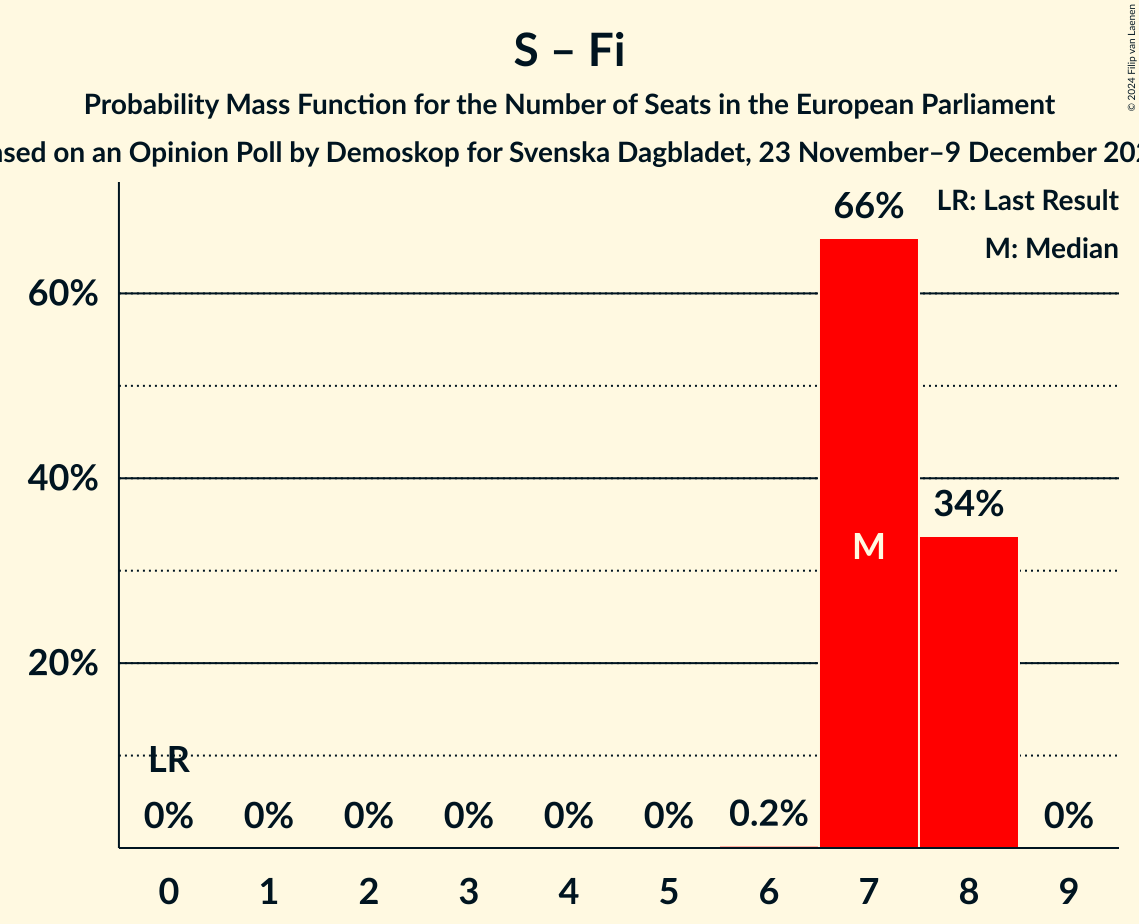 S – Fi
Probability Mass Function for the Number of Seats in the European Parliament
on an Opinion Poll by Demoskop for Svenska Dagbladet, 23 November–9 December
© 2024 Filip van Laenen
LR: Last Result
M: Median
60%
40%
20%
66%
34%
M
LR
0%
0%
0%
0%
0%
0%
0.2%
0%
0
1
2
3
4
5
6
7
8
9